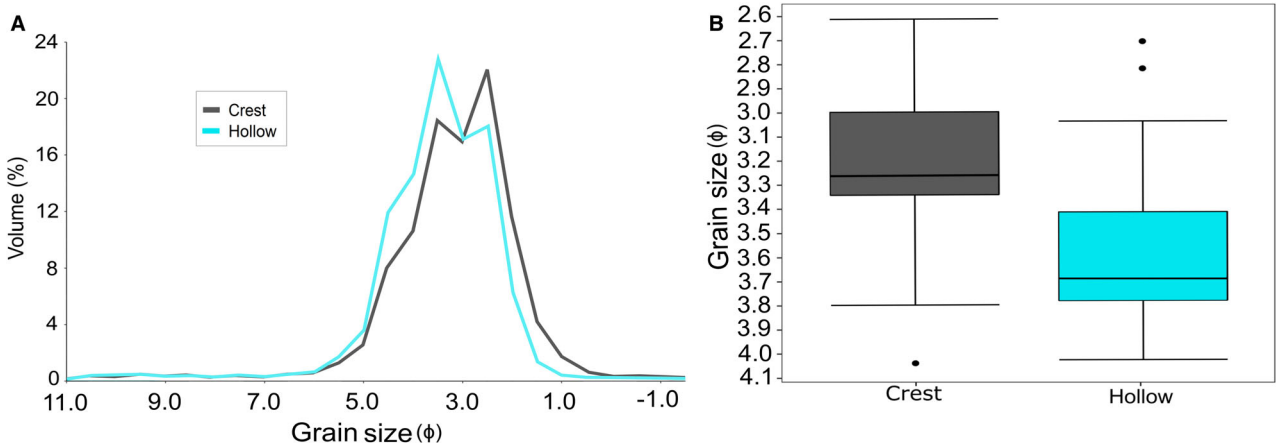 A
24
20
16
12
8
4
0
Volume (%)
Crest
Hollow
11.0 9.0 7.0 5.0 3.0 1.0 -1.0
Grain size (ϕ)
B
2.6
2.7
2.8
2.9
3.0
3.1
3.2
3.3
3.4
3.5
3.6
3.7
3.8
3.9
4.0
4.1
Grain size (ϕ)
Crest Hollow